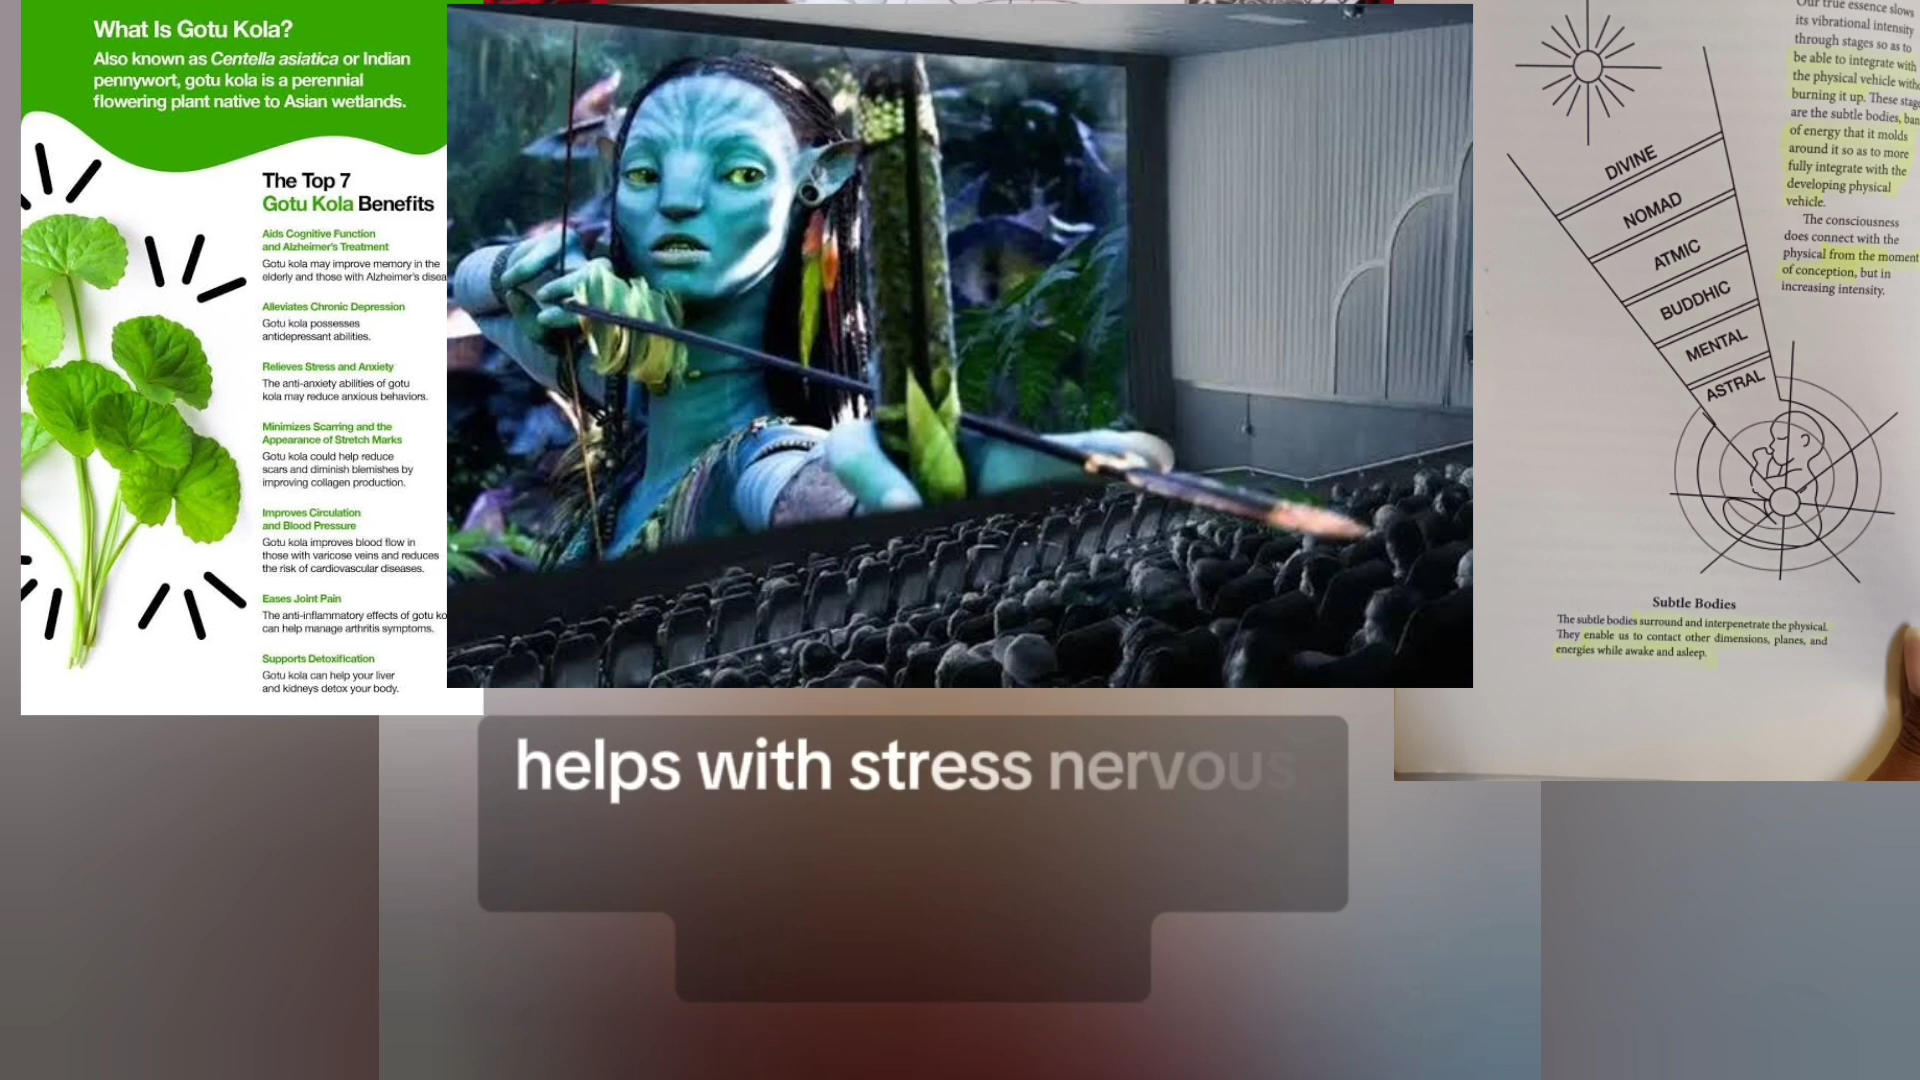 What Is Gotu Kola?
Also known as Centella asiatica or Indian
pennywort, gotu kola is a perennial
flowering plant native to Asian wetlands.
The Top 7
Gotu Kola Benefits
Aids Cognitive Function
and Alzheimer's Treatment
Gotu kola may improve memory in the
elderly and those with Alzheimer's
Alleviates Chronic Depression
Gotu kola possesses
antidepressant abilities.
Relieves Stress and Anxiety
The anti-anxiety abilities of gotu
kola may reduce anxious behaviors.
Minimizes Scarring and the
Appearance of Stretch Marks
Gotu kola could help reduce
scars and diminish blemishes by
improving collagen production.
Improves Circulation
and Blood Pressure
Gotu kola improves blood flow in
those with varicose veins and reduces
the risk of cardiovascular diseases.
Eases Joint Pain
The anti-inflammatory effects of gotu
can help manage arthritis symptoms.
Supports Detoxification
Gotu kola can help your liver
and kidneys detox your body.
Our true essence slows
its vibrational intensity
through stages so as to
be able to integrate with
the physical vehicle
burning it up. These
are the subtle bodies,
of energy that it molds
around it so as to more
fully integrate with the
developing physical
vehicle.
The consciousness
does connect with the
physical from the moment
of conception, but in
increasing intensity.
DIVINE
NOMAD
ATMIC
BUDDHIC
MENTAL
ASTRAL
Subtle Bodies
The subtle bodies surround and interpenetrate the physical.
They enable us to contact other dimensions, planes, and
energies while awake and asleep.
helps with stress nervous